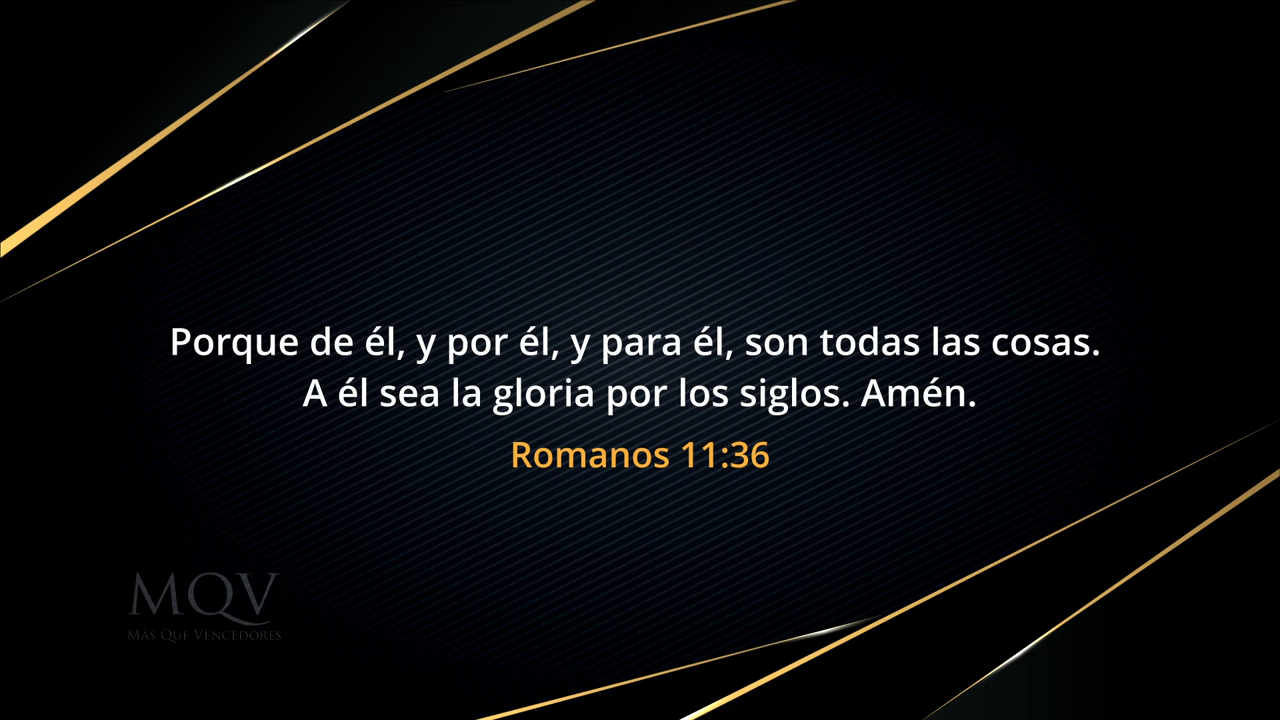 Porque de él, y por él, y para él, son todas las cosas.
A él sea la gloria por los siglos. Amén.
Romanos 11:36
MQV
MÁS QUE VENCEDORES